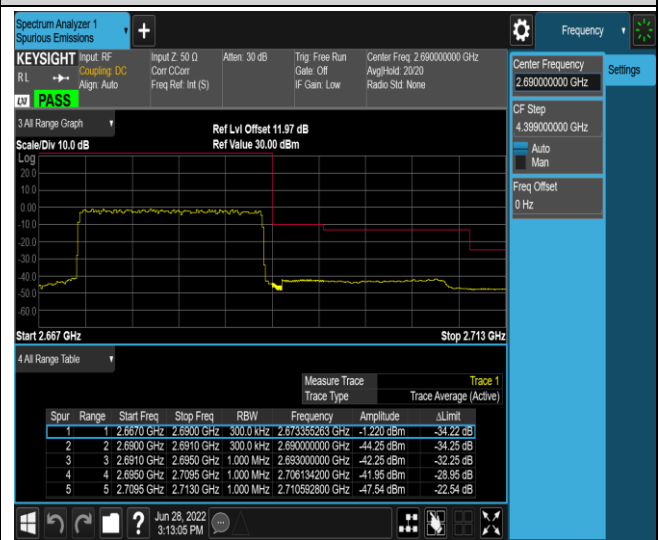 Spectrum Analyzer 1
Spurious Emissions
+
Frequency
KEYSIGHT Input: RF Input Z: 50 Ω Atten: 30 dB Trig: Free Run Center Freq: 2.690000000 GHz
RL Coupling: DC Corr CCorr Gate: Off Avg|Hold: 20/20
Align: Auto Freq Ref: Int (S) IF Gain: Low Radio Std: None
LXI PASS
Center Frequency
2.690000000 GHz
Settings
CF Step
4.399000000 GHz
Auto
Man
Freq Offset
0 Hz
3 All Range Graph
Ref Lvl Offset 11.97 dB
Scale/Div 10.0 dB Ref Value 30.00 dBm
Log
20.0
10.0
0.00
-10.0
-20.0
-30.0
-40.0
-50.0
-60.0
Start 2.667 GHz Stop 2.713 GHz
4 All Range Table
Measure Trace Trace 1
Trace Type Trace Average (Active)
Spur Range Start Freq Stop Freq RBW Frequency Amplitude ΔLimit
1 1 2.6670 GHz 2.6900 GHz 300.0 kHz 2.673355263 GHz -1.220 dBm -34.22 dB
2 2 2.6900 GHz 2.6910 GHz 300.0 kHz 2.690000000 GHz -44.25 dBm -34.25 dB
3 3 2.6910 GHz 2.6950 GHz 1.000 MHz 2.693000000 GHz -42.25 dBm -32.25 dB
4 4 2.6950 GHz 2.7095 GHz 1.000 MHz 2.706134200 GHz -41.95 dBm -28.95 dB
5 5 2.7095 GHz 2.7130 GHz 1.000 MHz 2.710592800 GHz -47.54 dBm -22.54 dB
? Jun 28, 2022
3:13:05 PM